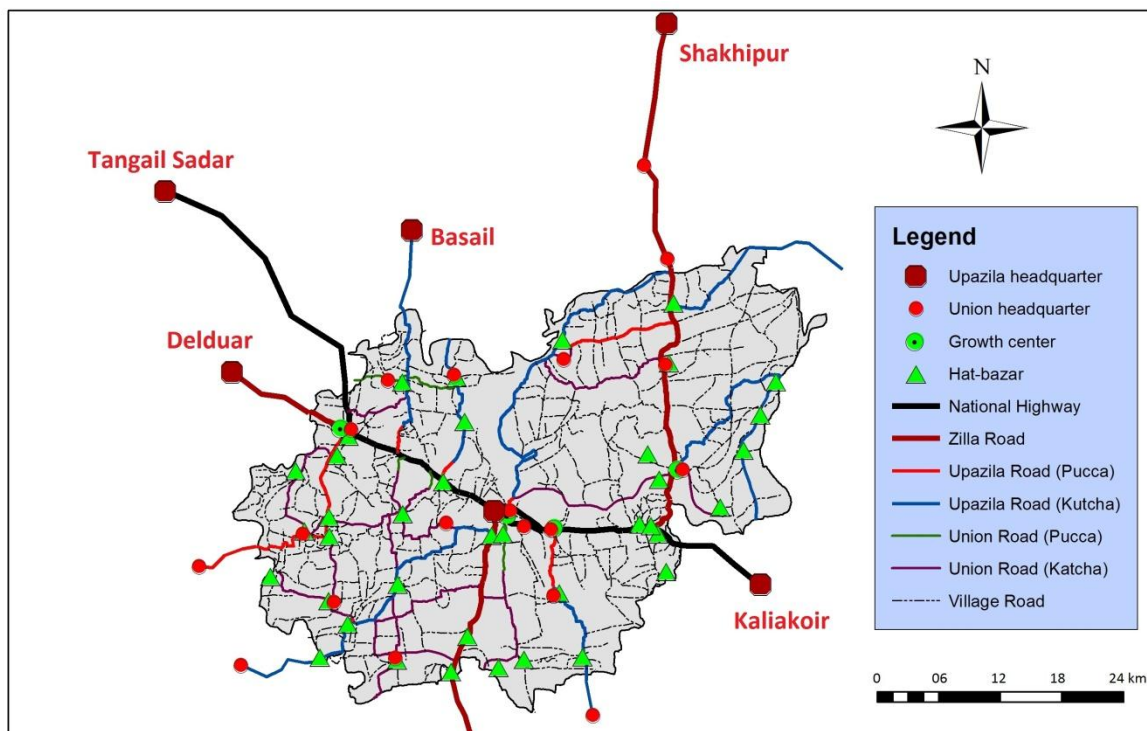 Shakhipur
N
Tangail Sadar
Basail
Delduar
Kaliakoir
Legend
Upazila headquarter
Union headquarter
Growth center
Hat-bazar
National Highway
Zilla Road
Upazila Road (Pucca)
Upazila Road (Kutcha)
Union Road (Pucca)
Union Road (Katcha)
Village Road
0 06 12 18 24 km